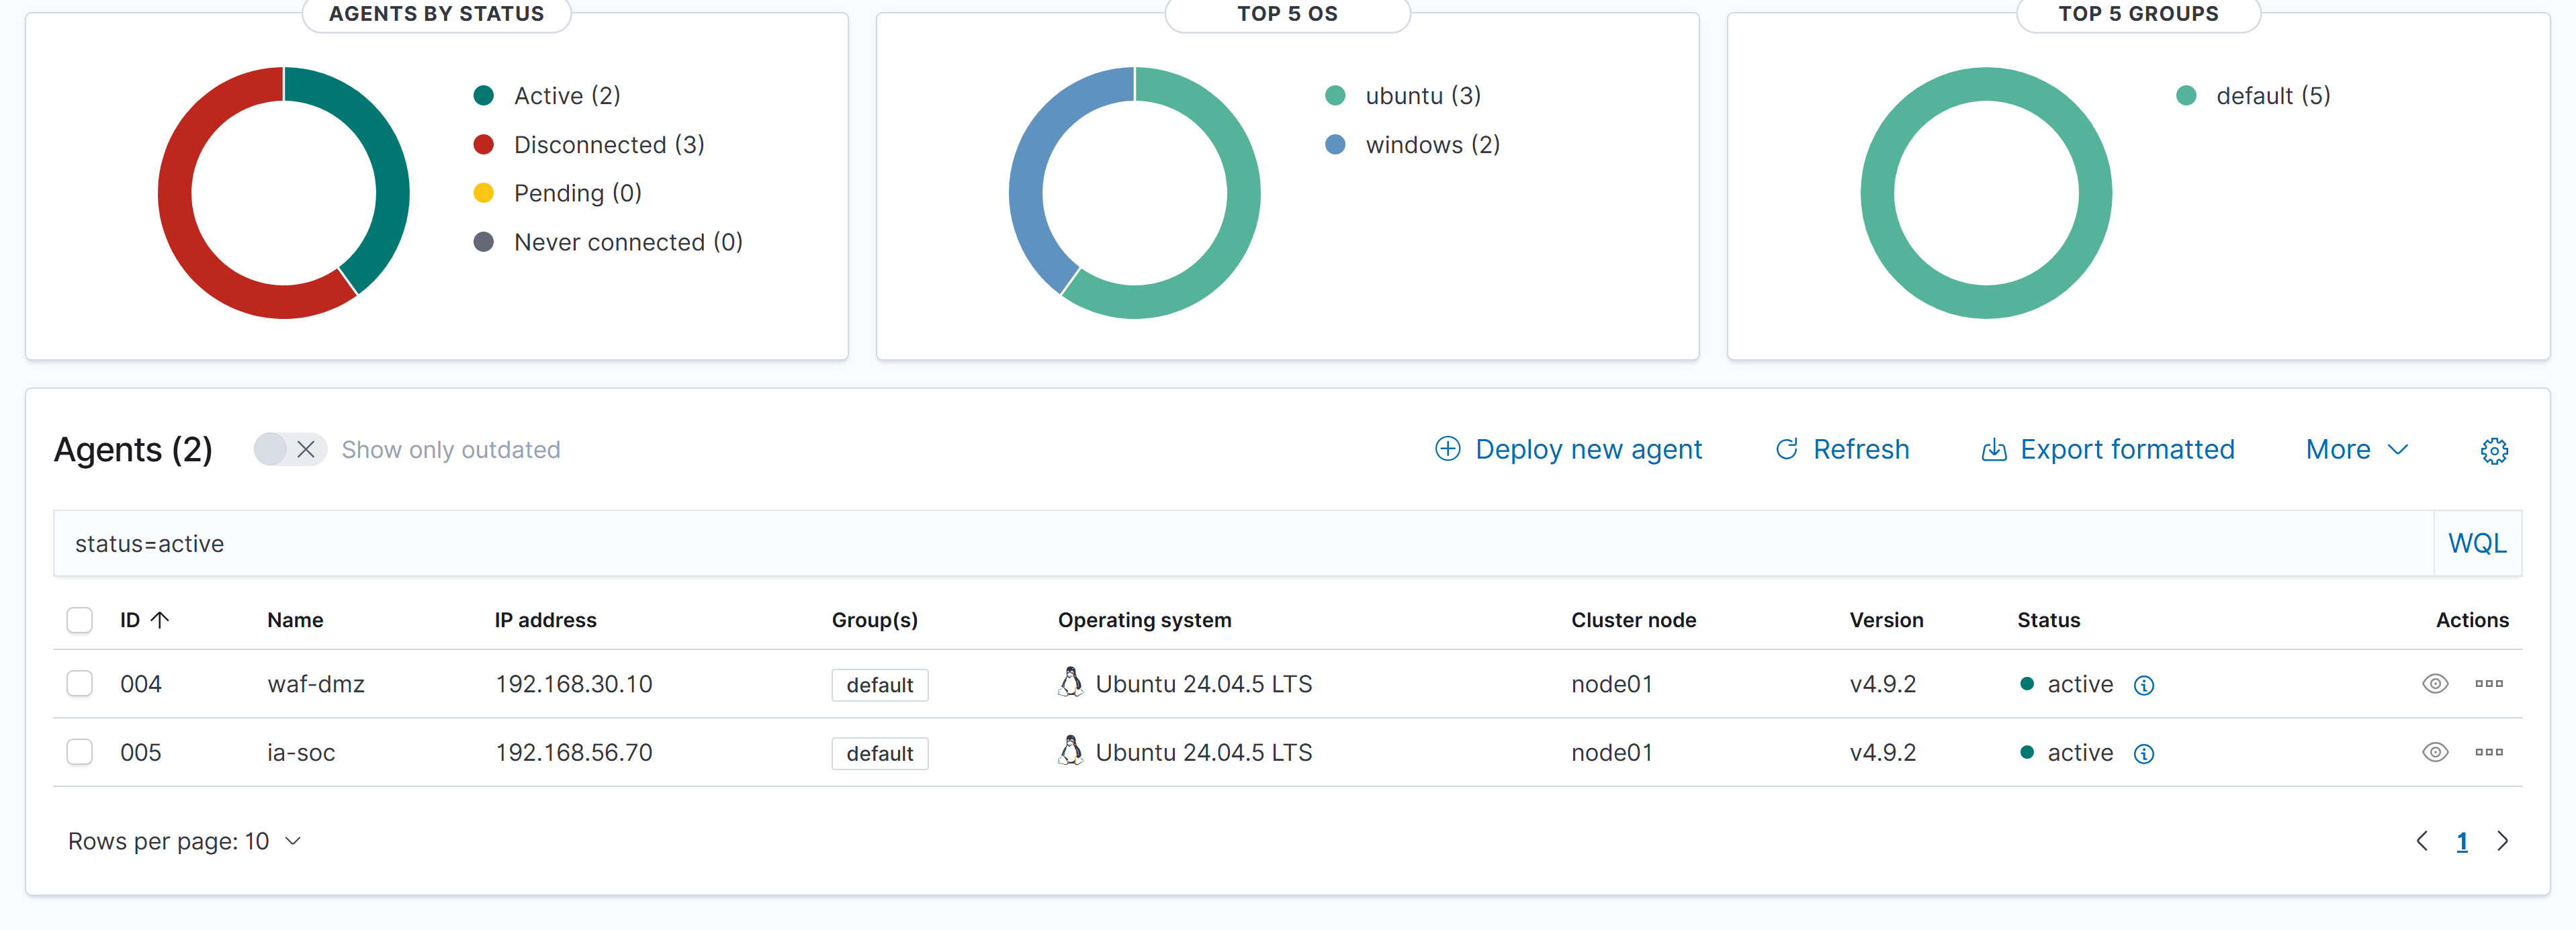 AGENTS BY STATUS
Active (2)
Disconnected (3)
Pending (0)
Never connected (0)
TOP 5 OS
ubuntu (3)
windows (2)
TOP 5 GROUPS
default (5)
Agents (2) Show only outdated Deploy new agent Refresh Export formatted More
status=active WQL
ID Name IP address Group(s) Operating system Cluster node Version Status Actions
004 waf-dmz 192.168.30.10 default Ubuntu 24.04.5 LTS node01 v4.9.2 active
005 ia-soc 192.168.56.70 default Ubuntu 24.04.5 LTS node01 v4.9.2 active
Rows per page: 10 1